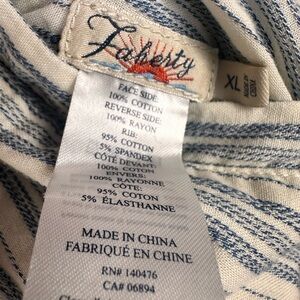 Faherty
XL
FACE SIDE:
100% COTTON
REVERSE SIDE:
100% RAYON
RIB:
95% COTTON
5% SPANDEX
CÔTÉ DEVANT:
100% COTON
ENVERS:
100% RAYONNE
CÔTE:
95% COTON
5% ÉLASTHANNE
MADE IN CHINA
FABRIQUÉ EN CHINE
RN# 140476
CA# 06894